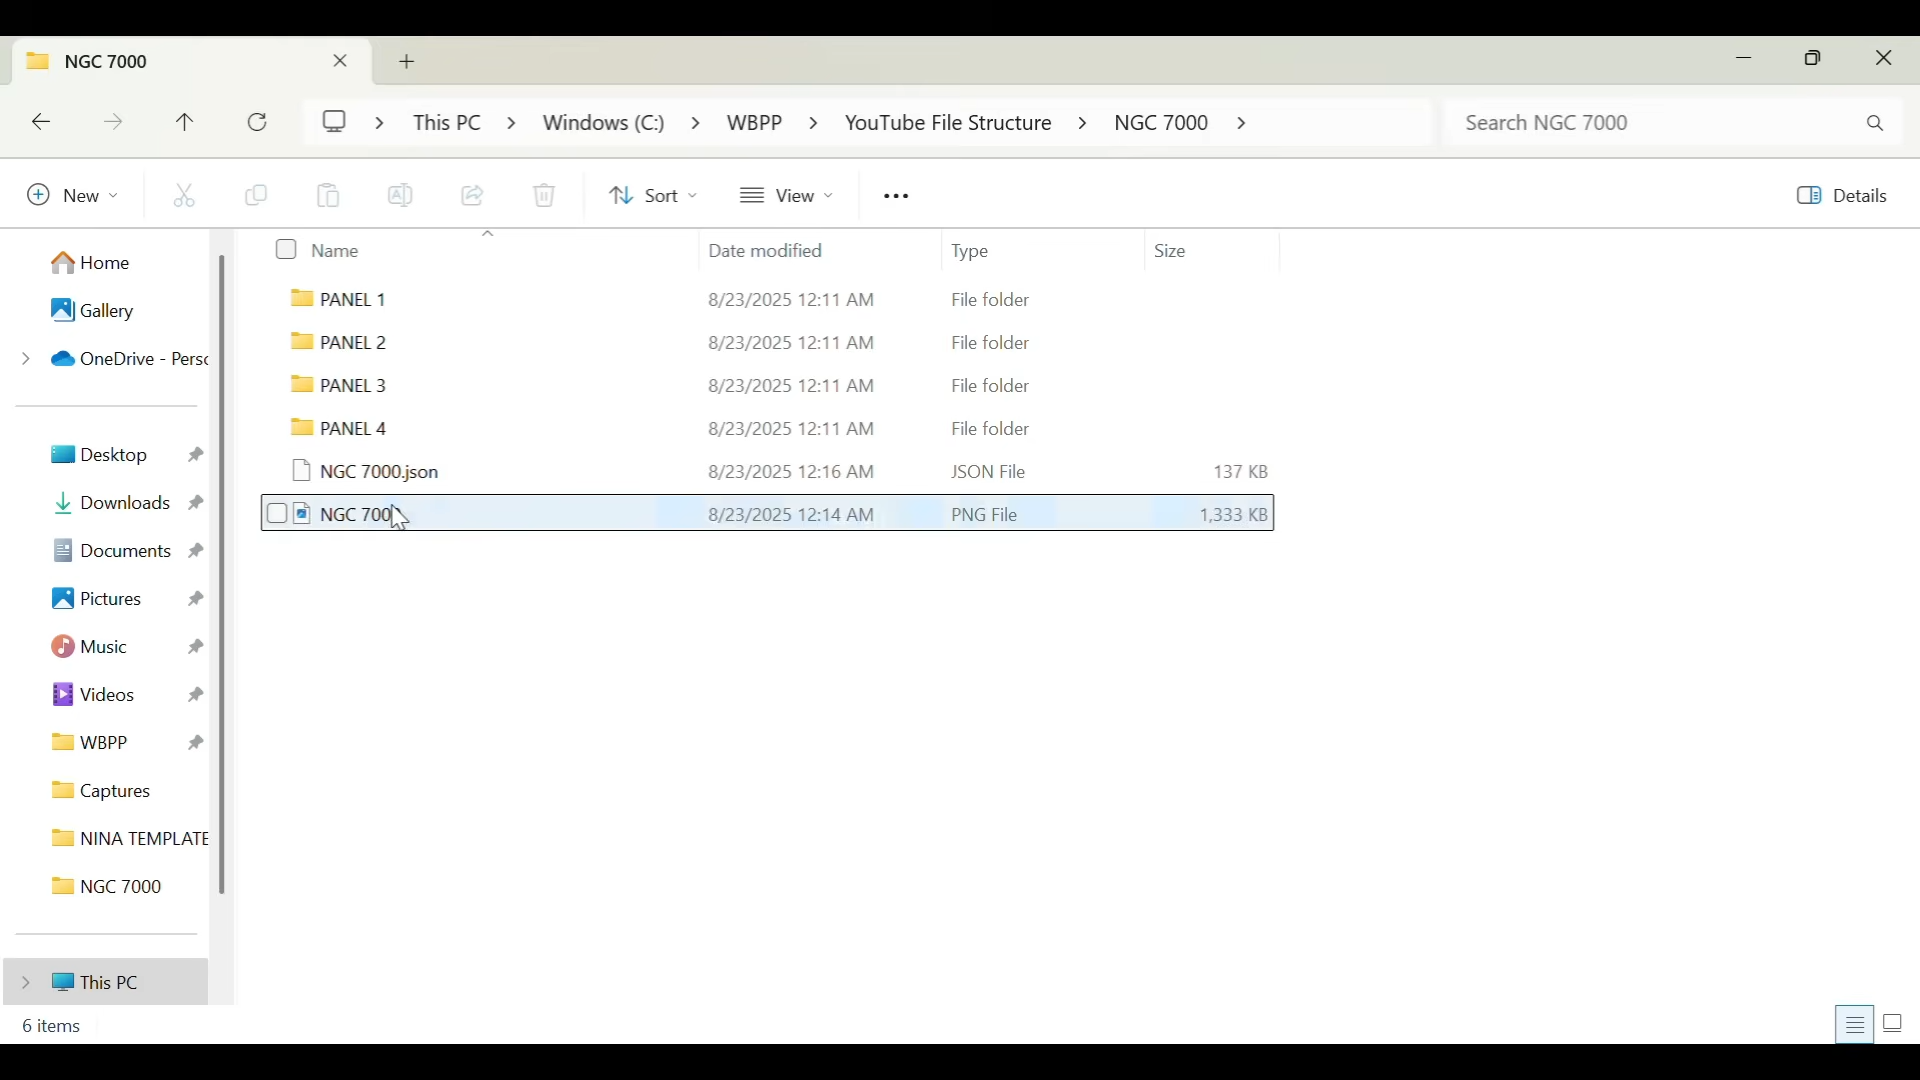 NGC 7000
This PC > Windows (C:) > WBPP > YouTube File Structure > NGC 7000 >
Search NGC 7000
New
Sort
View
Details
Name Date modified Type Size
PANEL 1 8/23/2025 12:11 AM File folder
PANEL 2 8/23/2025 12:11 AM File folder
PANEL 3 8/23/2025 12:11 AM File folder
PANEL 4 8/23/2025 12:11 AM File folder
NGC 7000.json 8/23/2025 12:16 AM JSON File 137 KB
NGC 7000 8/23/2025 12:14 AM PNG File 1,333 KB
Home
Gallery
OneDrive - Perso
Desktop
Downloads
Documents
Pictures
Music
Videos
WBPP
Captures
NINA TEMPLATE
NGC 7000
This PC
6 items